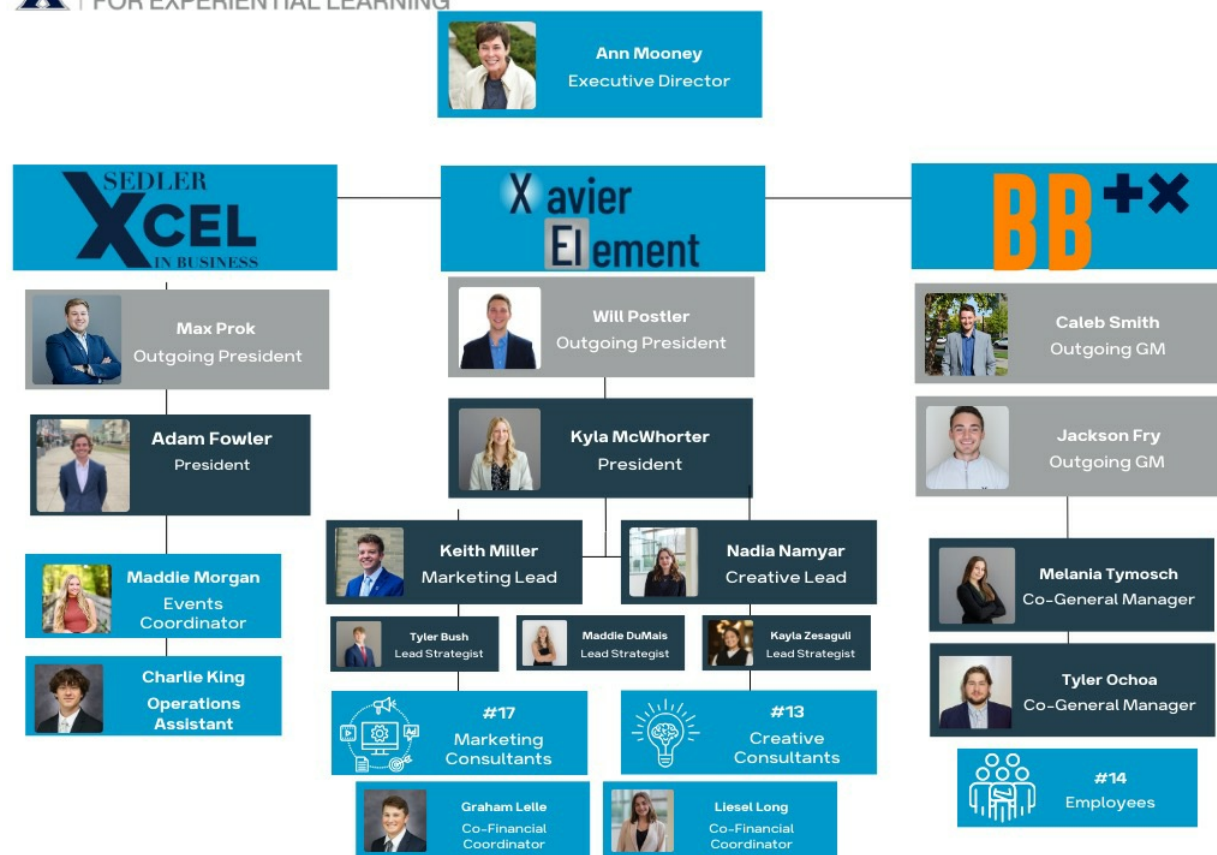 FOR EXPERIENTIAL LEARNING
Ann Mooney
Executive Director
SEDLER
XCEL
IN BUSINESS
Xavier
Element
BB+X
Max Prok
Outgoing President
Will Postler
Outgoing President
Caleb Smith
Outgoing GM
Adam Fowler
President
Kyla McWhorter
President
Jackson Fry
Outgoing GM
Maddie Morgan
Events
Coordinator
Keith Miller
Marketing Lead
Nadia Namyar
Creative Lead
Melania Tymosch
Co-General Manager
Tyler Bush
Lead Strategist
Maddie DuMais
Lead Strategist
Kayla Zesaguli
Lead Strategist
Charlie King
Operations
Assistant
Tyler Ochoa
Co-General Manager
#17
Marketing
Consultants
#13
Creative
Consultants
#14
Employees
Graham Lelle
Co-Financial
Coordinator
Liesel Long
Co-Financial
Coordinator